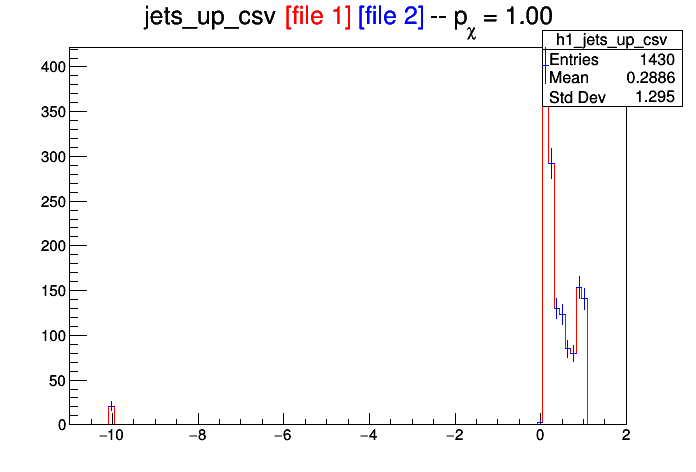 jets_up_csv [file 1] [file 2] -- pχ = 1.00
h1_jets_up_csv
Entries 1430
Mean 0.2886
Std Dev 1.295
400
350
300
250
200
150
100
50
0
−10 −8 −6 −4 −2 0 2